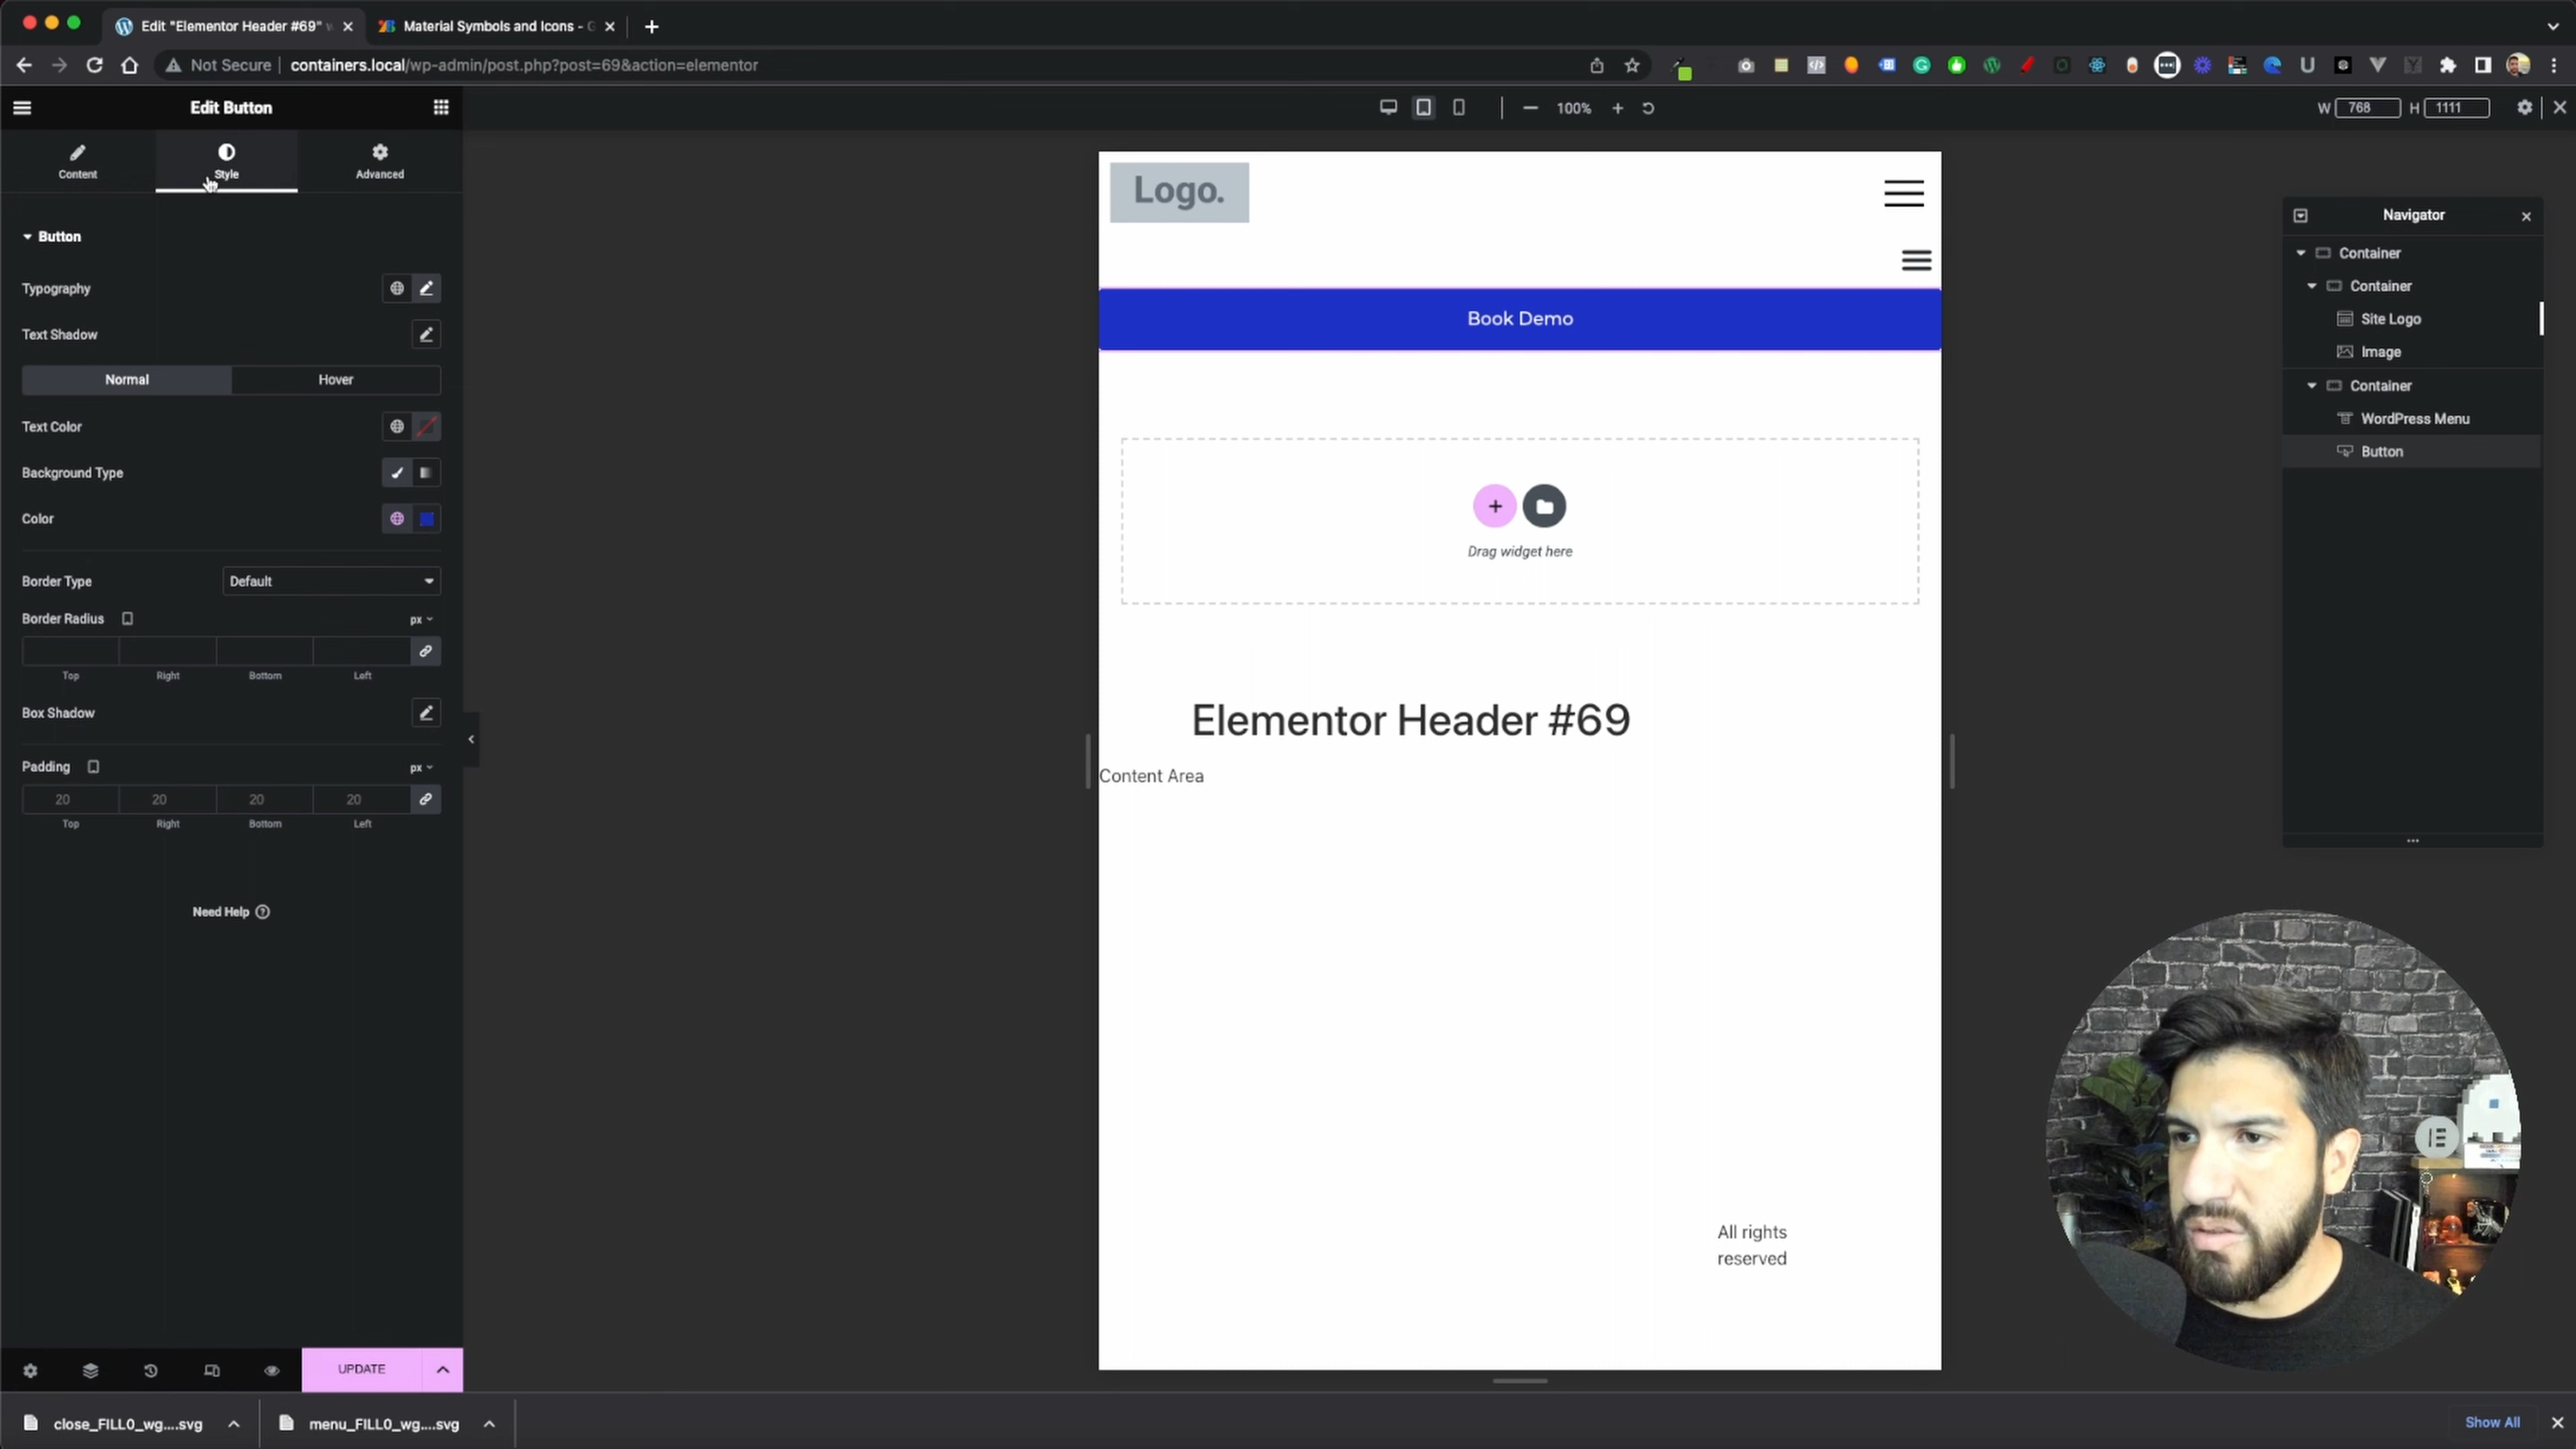 Edit "Elementor Header #69" w
Material Symbols and Icons - G
Not Secure
containers.local/wp-admin/post.php?post=69&action=elementor
Edit Button
100%
W 768 H 1111
Content
Style
Advanced
Button
Typography
Text Shadow
Normal
Hover
Text Color
Background Type
Color
Border Type
Default
Border Radius
px
Top
Right
Bottom
Left
Box Shadow
Padding
px
20
20
20
20
Top
Right
Bottom
Left
Need Help
UPDATE
Logo.
Book Demo
Drag widget here
Elementor Header #69
Content Area
All rights
reserved
Navigator
Container
Container
Site Logo
Image
Container
WordPress Menu
Button
close_FILL0_wg....svg
menu_FILL0_wg....svg
Show All